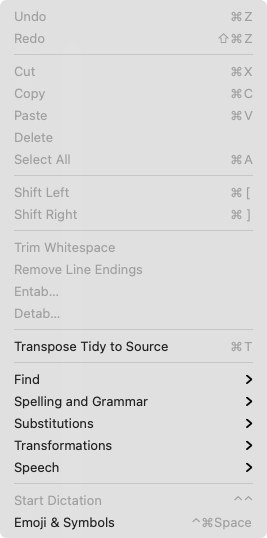 Undo ⌘Z
Redo ⇧⌘Z
Cut ⌘X
Copy ⌘C
Paste ⌘V
Delete
Select All ⌘A
Shift Left ⌘[
Shift Right ⌘]
Trim Whitespace
Remove Line Endings
Entab...
Detab...
Transpose Tidy to Source ⌘T
Find
Spelling and Grammar
Substitutions
Transformations
Speech
Start Dictation ^^
Emoji & Symbols ^⌘Space